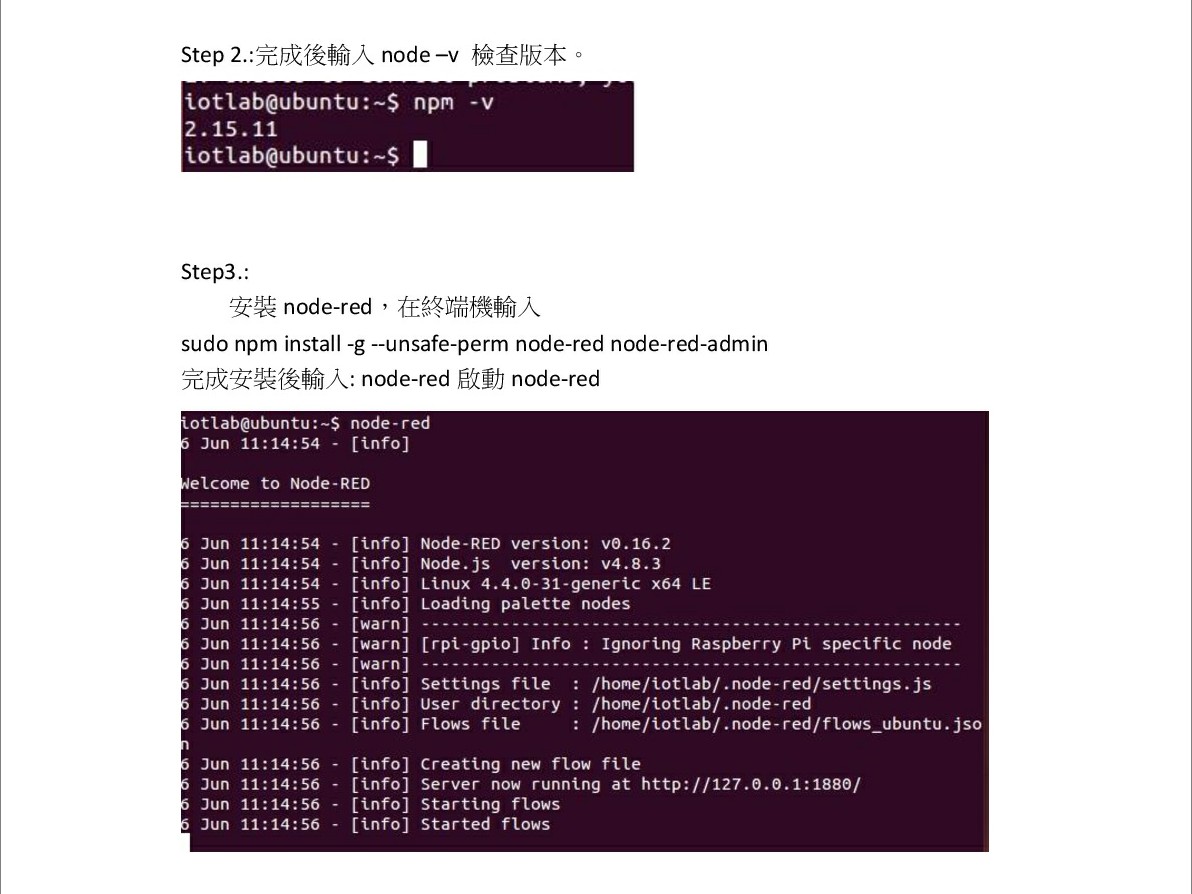 Step 2.:完成後輸入 node –v 檢查版本。
iotlab@ubuntu:~$ npm -v
2.15.11
iotlab@ubuntu:~$
Step3.:
安裝 node-red，在終端機輸入
sudo npm install -g --unsafe-perm node-red node-red-admin
完成安裝後輸入: node-red 啟動 node-red
iotlab@ubuntu:~$ node-red
6 Jun 11:14:54 - [info]
Welcome to Node-RED
===================
6 Jun 11:14:54 - [info] Node-RED version: v0.16.2
6 Jun 11:14:54 - [info] Node.js  version: v4.8.3
6 Jun 11:14:54 - [info] Linux 4.4.0-31-generic x64 LE
6 Jun 11:14:55 - [info] Loading palette nodes
6 Jun 11:14:56 - [warn] ------------------------------------------------------
6 Jun 11:14:56 - [warn] [rpi-gpio] Info : Ignoring Raspberry Pi specific node
6 Jun 11:14:56 - [warn] ------------------------------------------------------
6 Jun 11:14:56 - [info] Settings file  : /home/iotlab/.node-red/settings.js
6 Jun 11:14:56 - [info] User directory : /home/iotlab/.node-red
6 Jun 11:14:56 - [info] Flows file     : /home/iotlab/.node-red/flows_ubuntu.jso
n
6 Jun 11:14:56 - [info] Creating new flow file
6 Jun 11:14:56 - [info] Server now running at http://127.0.0.1:1880/
6 Jun 11:14:56 - [info] Starting flows
6 Jun 11:14:56 - [info] Started flows